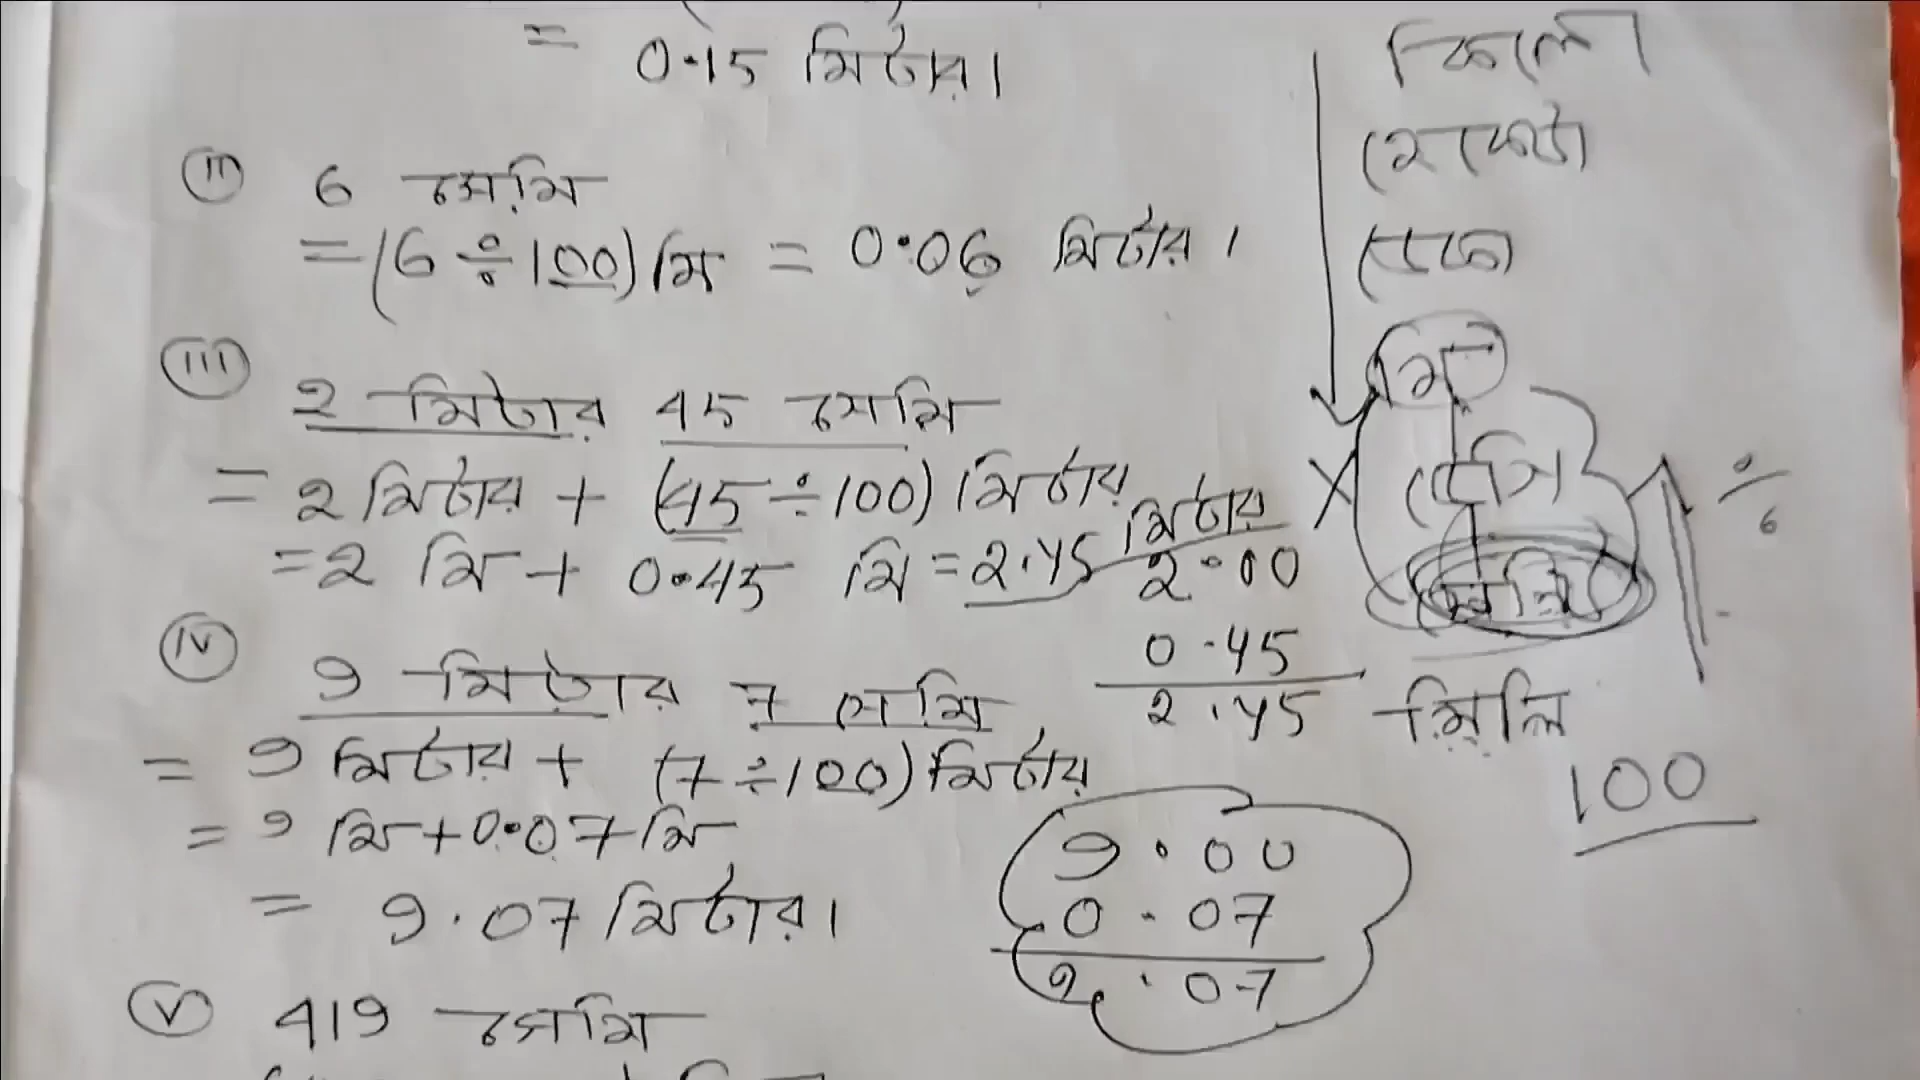 = 0.15 মিটার।
(ii) 6 সেমি
= (6 ÷ 100) মি = 0.06 মিটার।
(iii) 2 মিটার 45 সেমি
= 2 মিটার + (45 ÷ 100) মিটার
= 2 মি + 0.45 মি = 2.45 মিটার
(iv) 9 মিটার 7 সেমি
= 9 মিটার + (7 ÷ 100) মিটার
= 9 মি + 0.07 মি
= 9.07 মিটার।
(v) 419 সেমি
2.00
0.45
2.45
9.00
0.07
9.07
কিলো
হেক্টো
ডেকা
মি
ডেসি
মিলি
100
÷